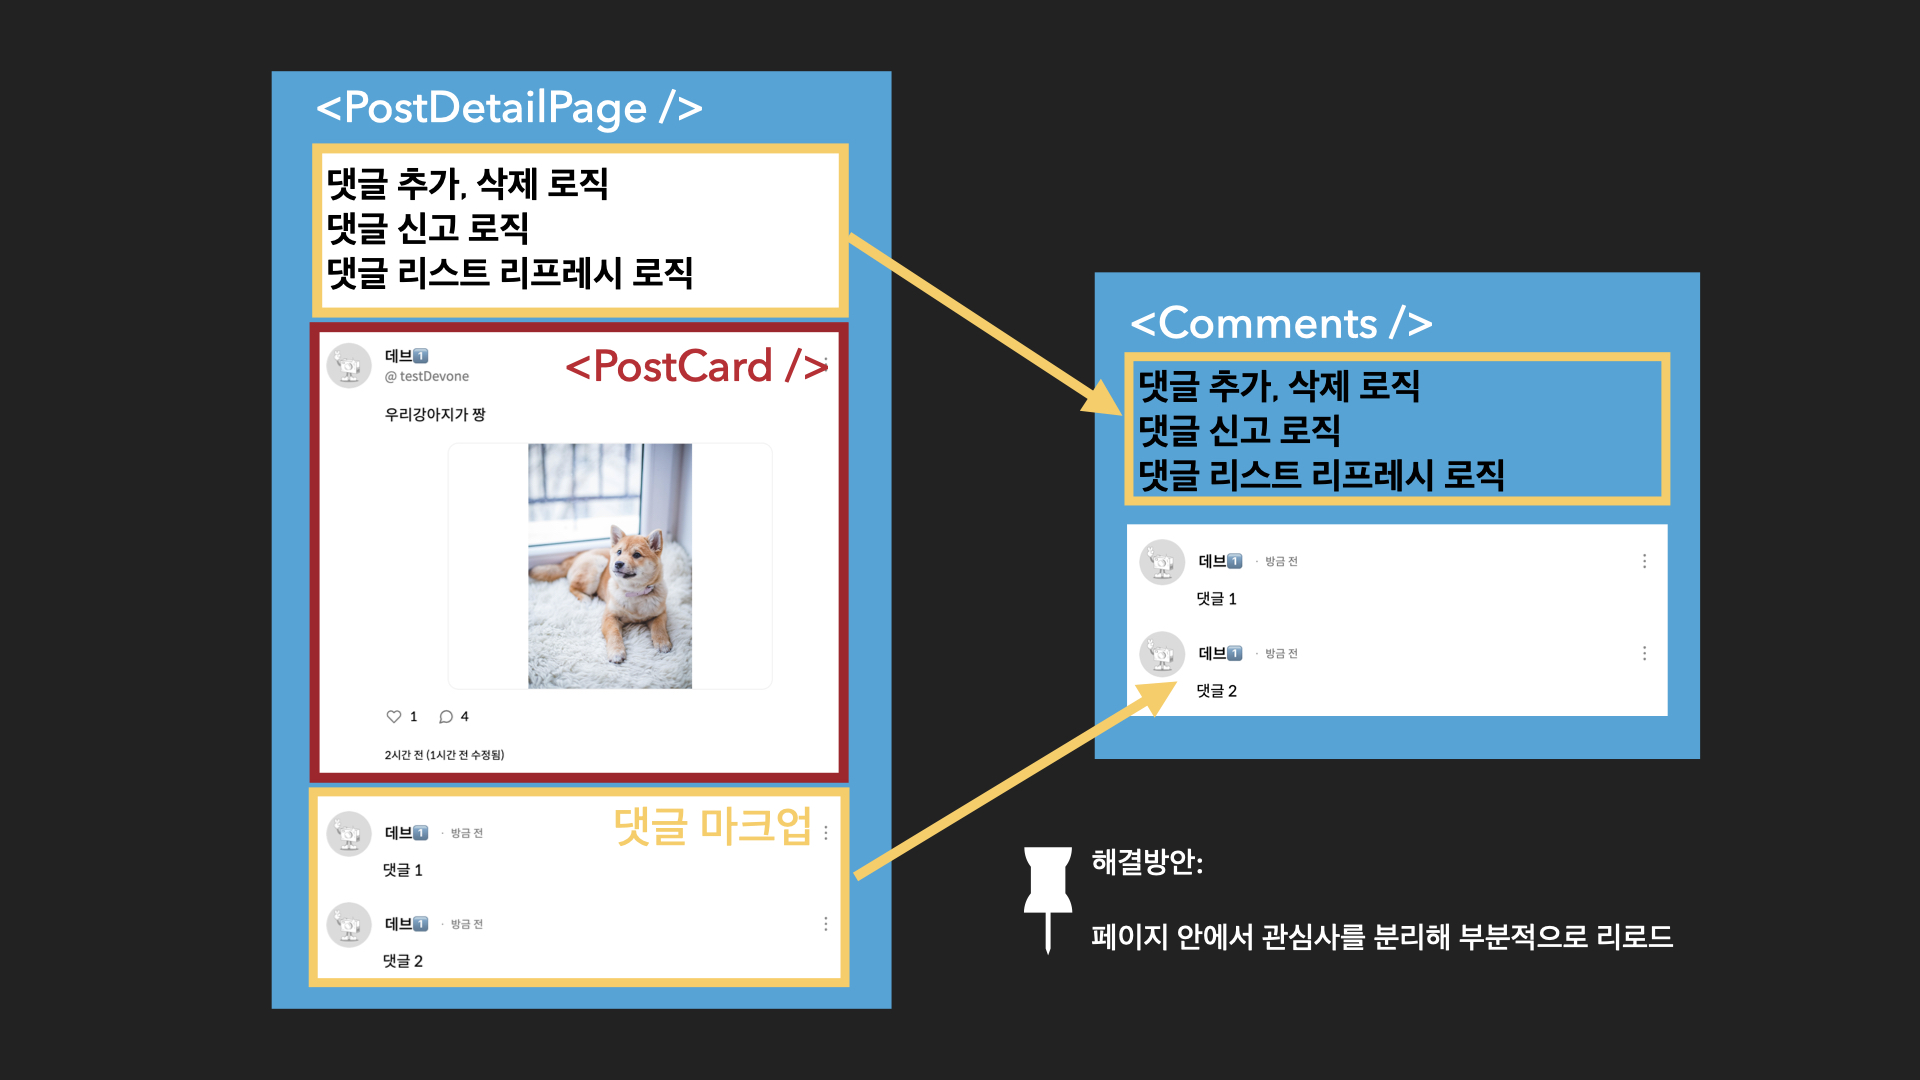 <PostDetailPage />
댓글 추가, 삭제 로직
댓글 신고 로직
댓글 리스트 리프레시 로직
데브1️⃣
<PostCard />
@ testDevone
우리강아지가 짱
1 4
2시간 전 (1시간 전 수정됨)
댓글 마크업
데브1️⃣ · 방금 전
댓글 1
데브1️⃣ · 방금 전
댓글 2
<Comments />
댓글 추가, 삭제 로직
댓글 신고 로직
댓글 리스트 리프레시 로직
데브1️⃣ · 방금 전
댓글 1
데브1️⃣ · 방금 전
댓글 2
해결방안:
페이지 안에서 관심사를 분리해 부분적으로 리로드